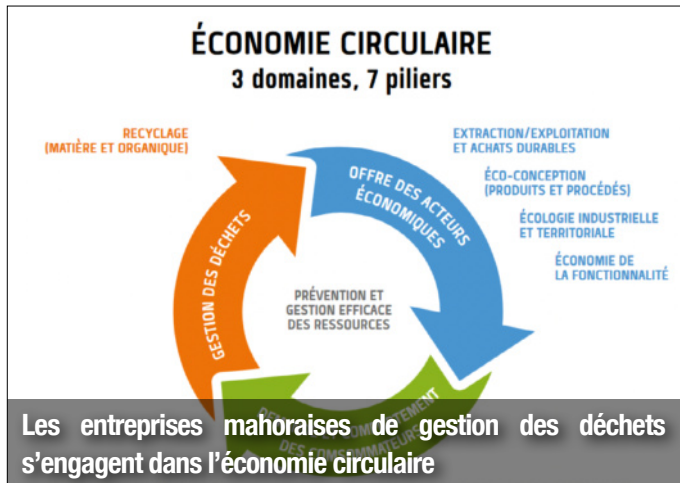 ÉCONOMIE CIRCULAIRE
3 domaines, 7 piliers
RECYCLAGE
(MATIÈRE ET ORGANIQUE)
EXTRACTION/EXPLOITATION
ET ACHATS DURABLES
ÉCO-CONCEPTION
(PRODUITS ET PROCÉDÉS)
ÉCOLOGIE INDUSTRIELLE
ET TERRITORIALE
ÉCONOMIE DE
LA FONCTIONNALITÉ
OFFRE DES ACTEURS
ÉCONOMIQUES
GESTION DES DÉCHETS
PRÉVENTION ET
GESTION EFFICACE
DES RESSOURCES
DES CONSOMMATEURS
Les entreprises mahoraises de gestion des déchets
s'engagent dans l'économie circulaire